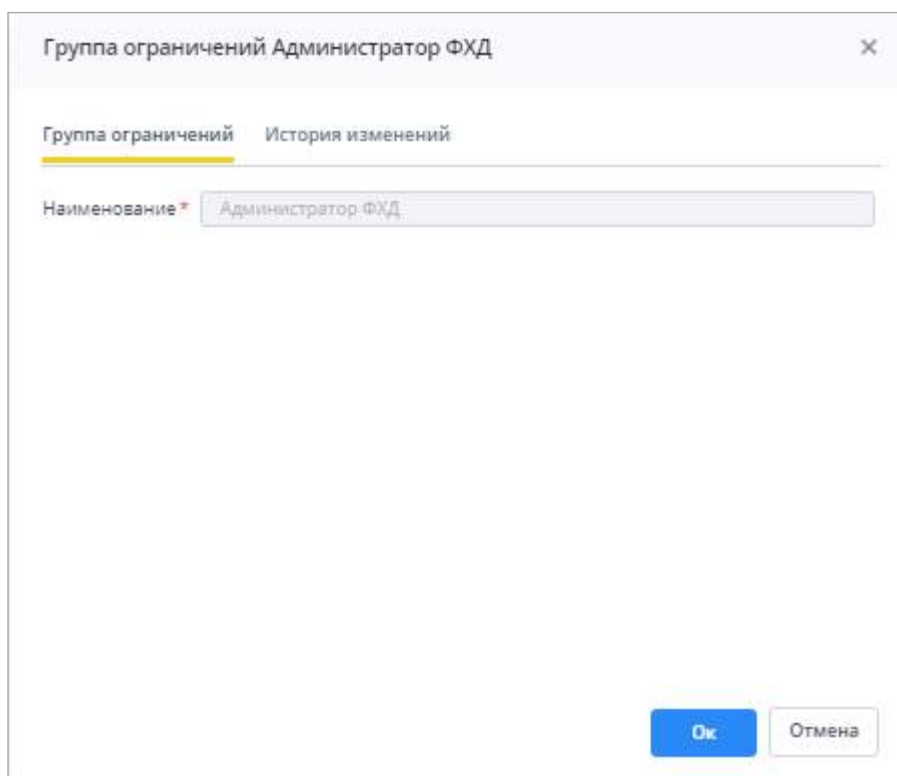 Группа ограничений Администратор ФХД
Группа ограничений История изменений
Наименование* Администратор ФХД
Ок Отмена